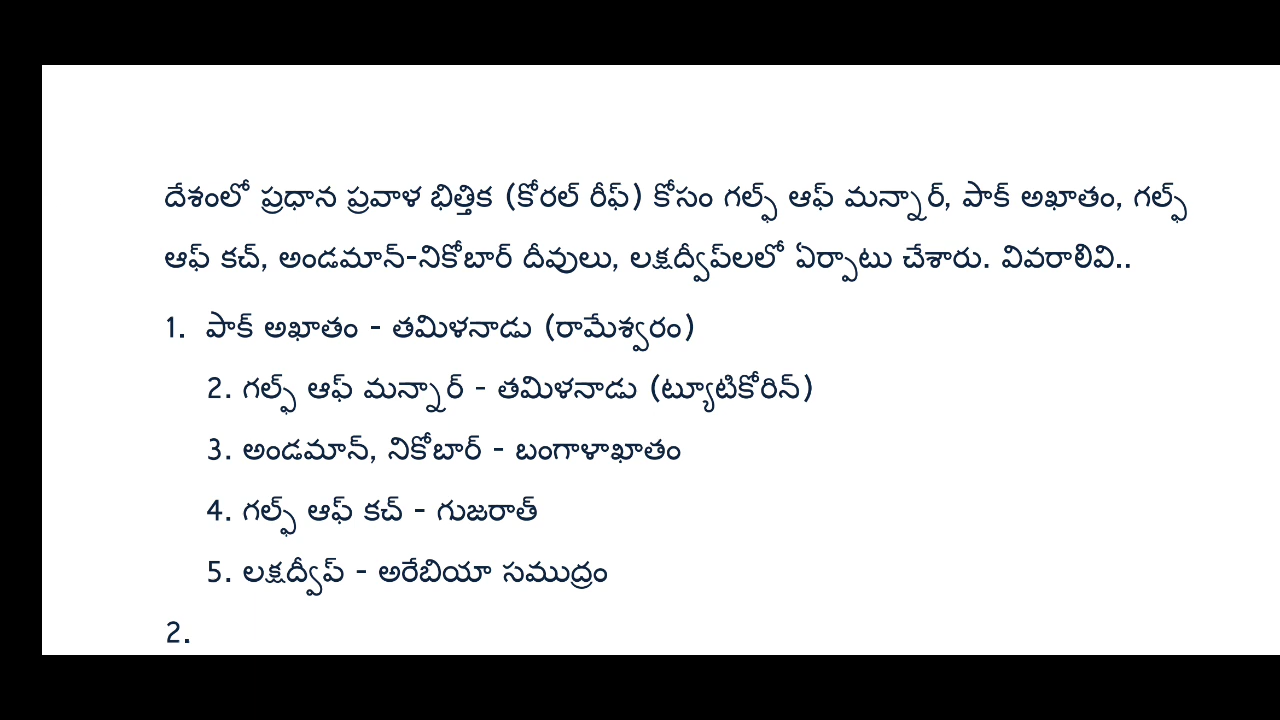 దేశంలో ప్రధాన ప్రవాళ భిత్తిక (కోరల్ రీఫ్) కోసం గల్ఫ్ ఆఫ్ మన్నార్, పాక్ అఖాతం, గల్ఫ్
ఆఫ్ కచ్, అండమాన్-నికోబార్ దీవులు, లక్షద్వీప్‌లలో ఏర్పాటు చేశారు. వివరాలివి..
1. పాక్ అఖాతం - తమిళనాడు (రామేశ్వరం)
2. గల్ఫ్ ఆఫ్ మన్నార్ - తమిళనాడు (ట్యూటికోరిన్)
3. అండమాన్, నికోబార్ - బంగాళాఖాతం
4. గల్ఫ్ ఆఫ్ కచ్ - గుజరాత్
5. లక్షద్వీప్ - అరేబియా సముద్రం
2.